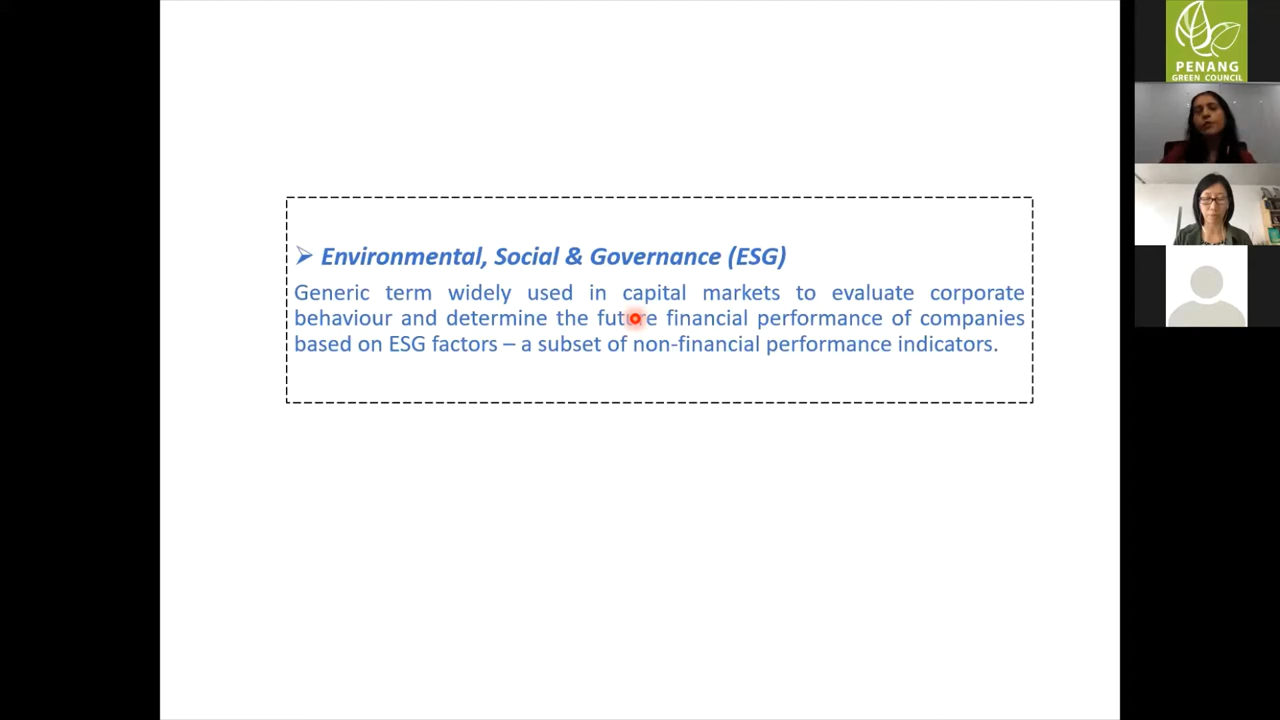 Environmental, Social & Governance (ESG)
Generic term widely used in capital markets to evaluate corporate
behaviour and determine the future financial performance of companies
based on ESG factors – a subset of non-financial performance indicators.
PENANG
GREEN COUNCIL